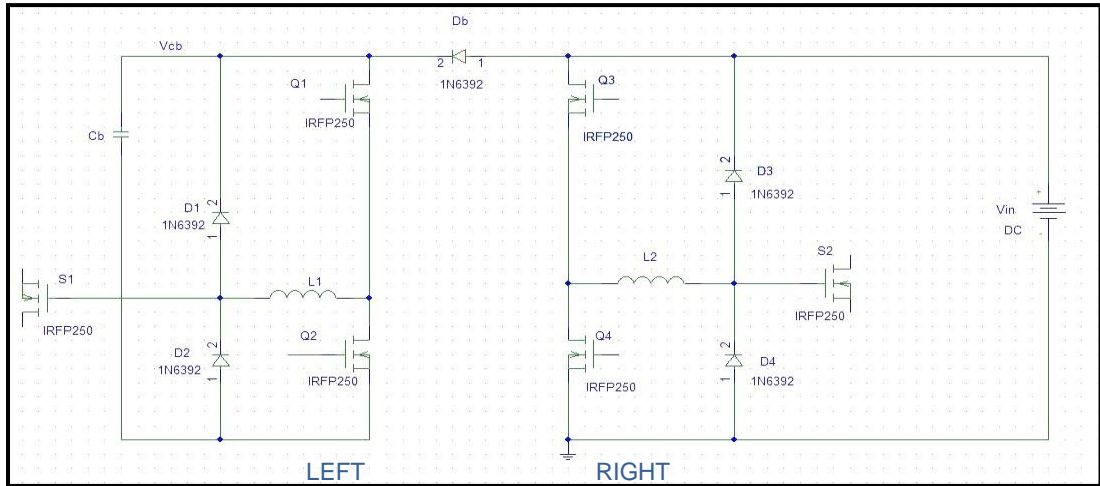 Db
Vcb
2 1
1N6392
Q1
IRFP250
Q3
IRFP250
Cb
D1
1N6392
2
1
D3
1N6392
2
1
Vin
DC
+
-
S1
IRFP250
L1
L2
S2
IRFP250
D2
1N6392
2
1
Q2
IRFP250
Q4
IRFP250
D4
1N6392
2
1
LEFT
RIGHT